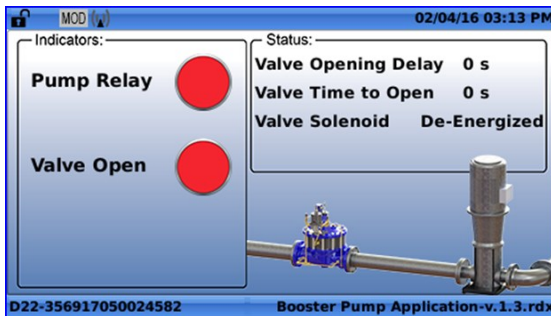 MOD 02/04/16 03:13 PM
Indicators:
Pump Relay
Valve Open
Status:
Valve Opening Delay 0 s
Valve Time to Open 0 s
Valve Solenoid De-Energized
D22-356917050024582 Booster Pump Application-v.1.3.rdx